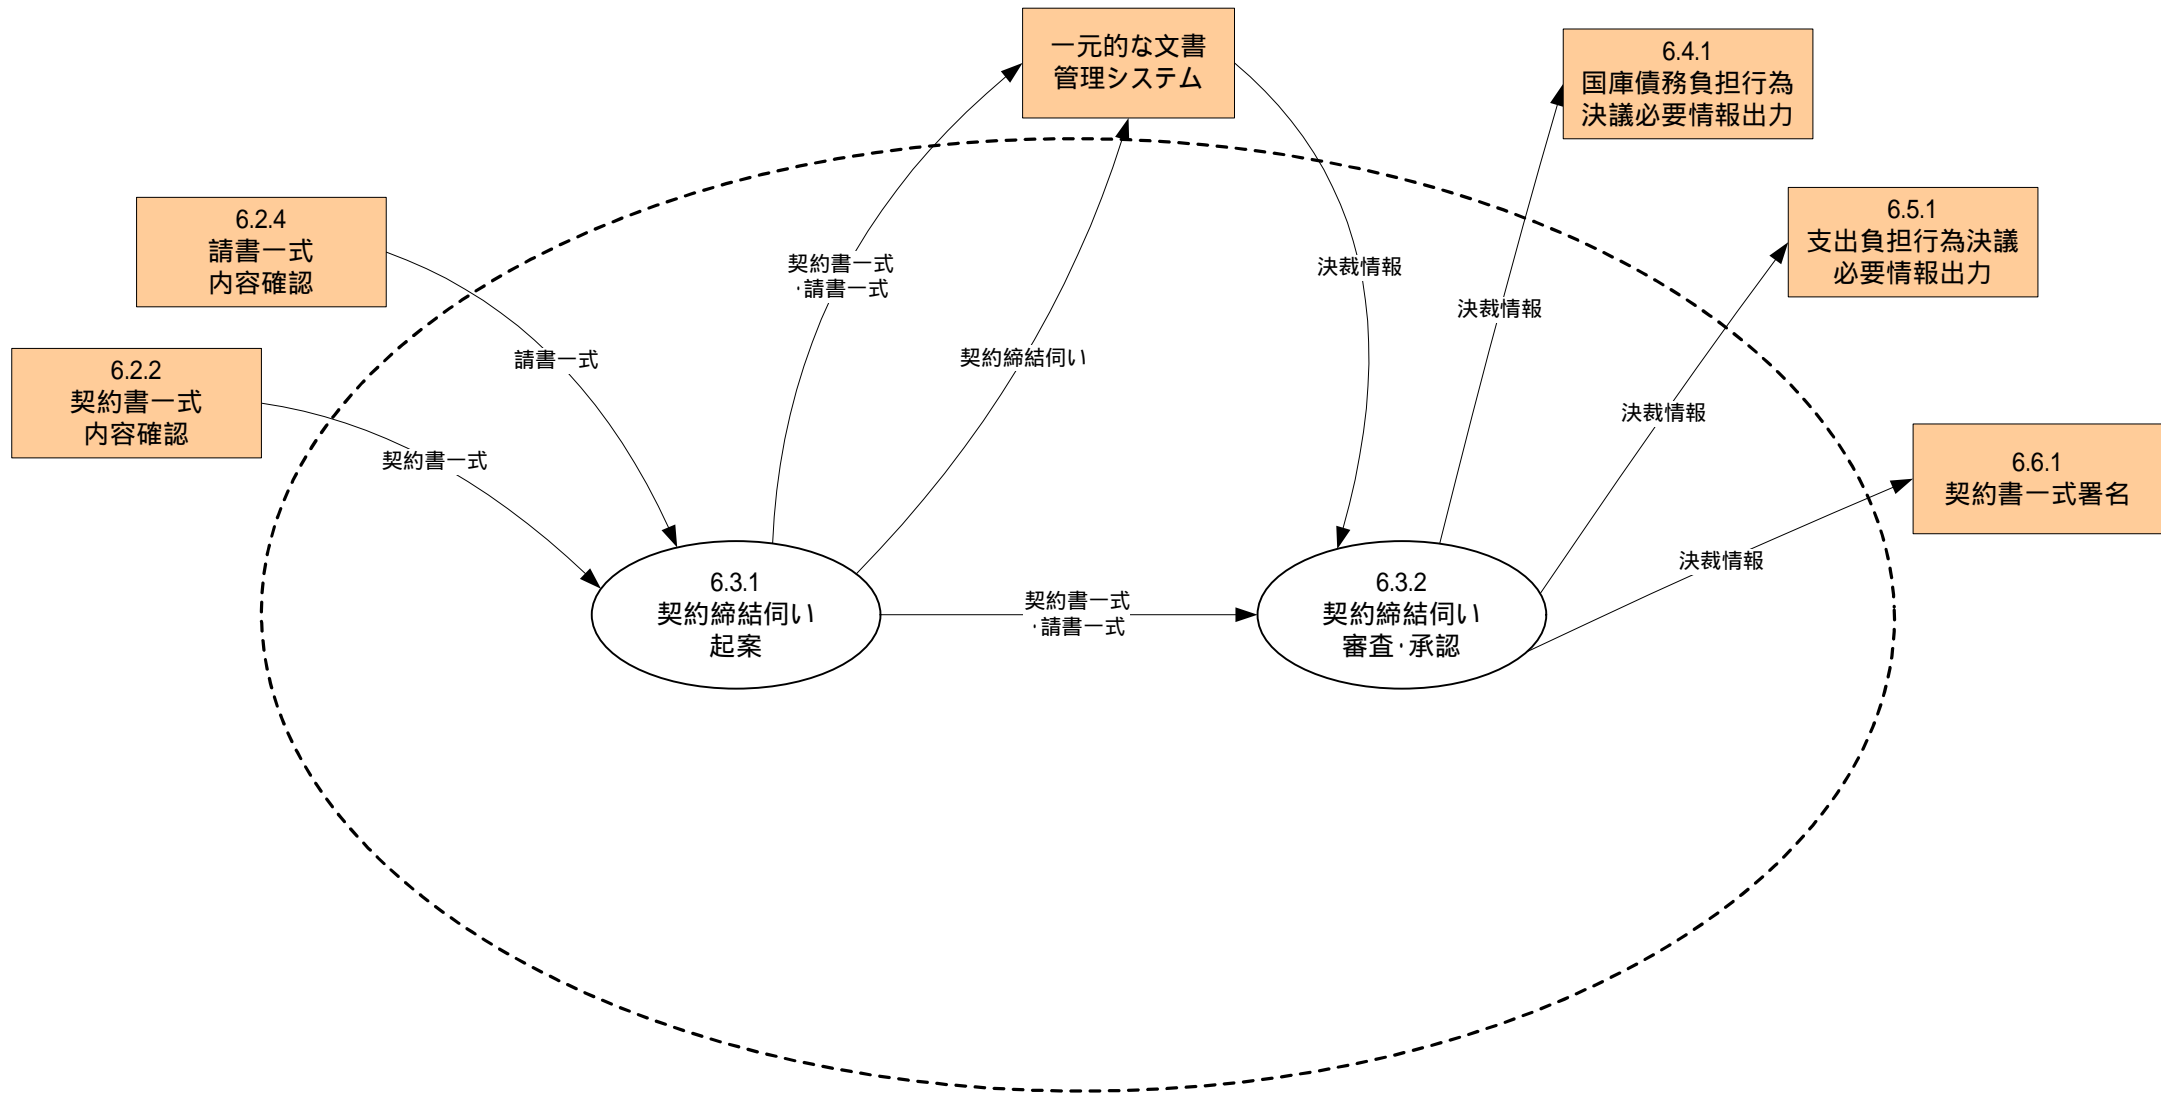 一元的な文書
管理システム
6.4.1
国庫債務負担行為
決議必要情報出力
6.2.4
請書一式
内容確認
6.5.1
支出負担行為決議
必要情報出力
契約書一式
・請書一式
決裁情報
決裁情報
6.2.2
契約書一式
内容確認
請書一式
契約締結伺い
決裁情報
契約書一式
6.6.1
契約書一式署名
決裁情報
6.3.1
契約締結伺い
起案
契約書一式
・請書一式
6.3.2
契約締結伺い
審査・承認